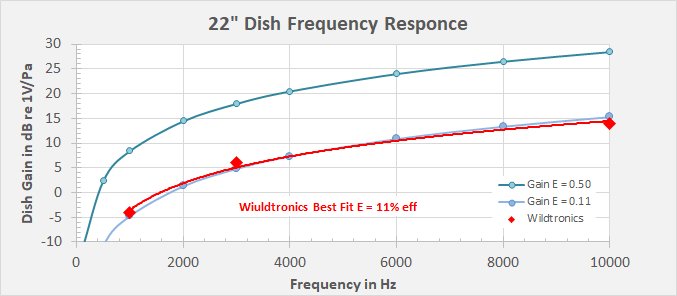 22" Dish Frequency Responce
Dish Gain in dB re 1V/Pa
30
25
20
15
10
5
0
-5
-10
0
2000
4000
6000
8000
10000
Frequency in Hz
Wiuldtronics Best Fit E = 11% eff
Gain E = 0.50
Gain E = 0.11
Wildtronics